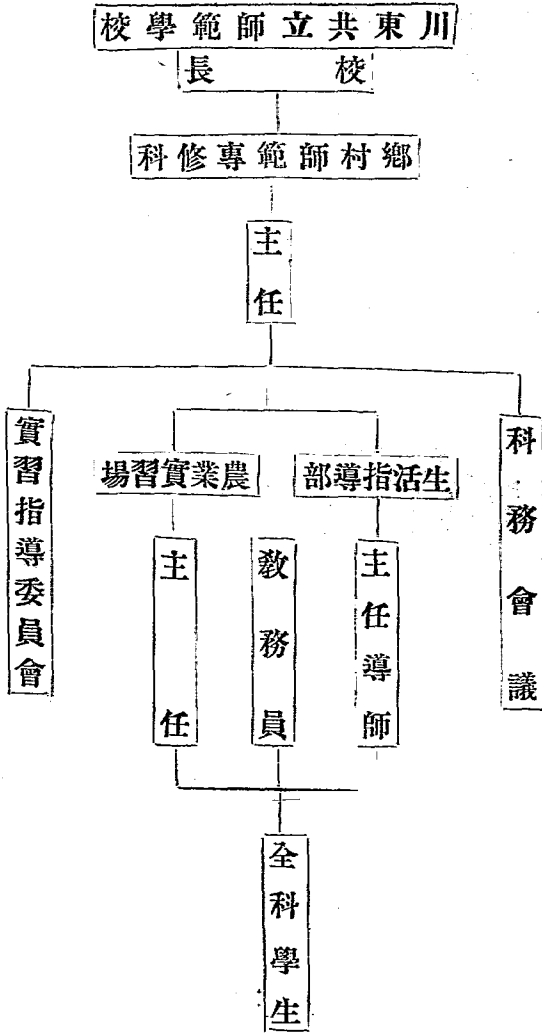 川東共立師範學校
校長
鄉村師範專修科
主任
科務會議
生活指導部
農業實習場
實習指導委員會
主任導師
敎務員
主任
全科學生